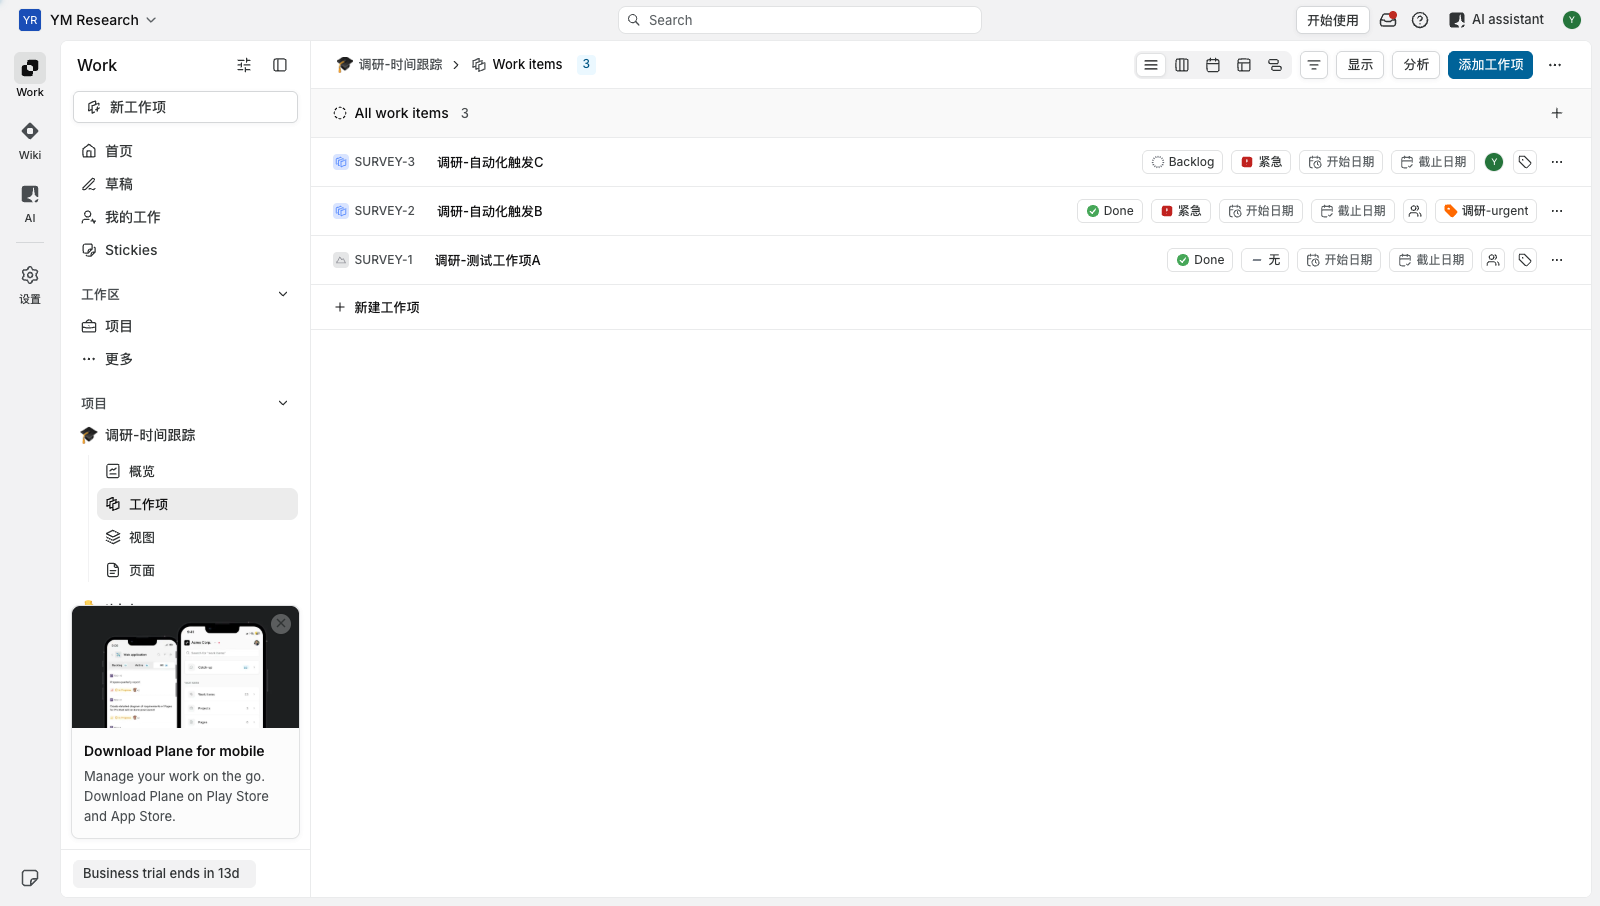 YR YM Research
Search
开始使用
AI assistant
Y
Work
Wiki
AI
设置
Work
新工作项
首页
草稿
我的工作
Stickies
工作区
项目
更多
项目
调研-时间跟踪
概览
工作项
视图
页面
Download Plane for mobile
Manage your work on the go.
Download Plane on Play Store
and App Store.
Business trial ends in 13d
调研-时间跟踪 Work items 3
显示 分析 添加工作项
All work items 3
SURVEY-3 调研-自动化触发C Backlog 紧急 开始日期 截止日期 Y
SURVEY-2 调研-自动化触发B Done 紧急 开始日期 截止日期 调研-urgent
SURVEY-1 调研-测试工作项A Done 无 开始日期 截止日期
新建工作项